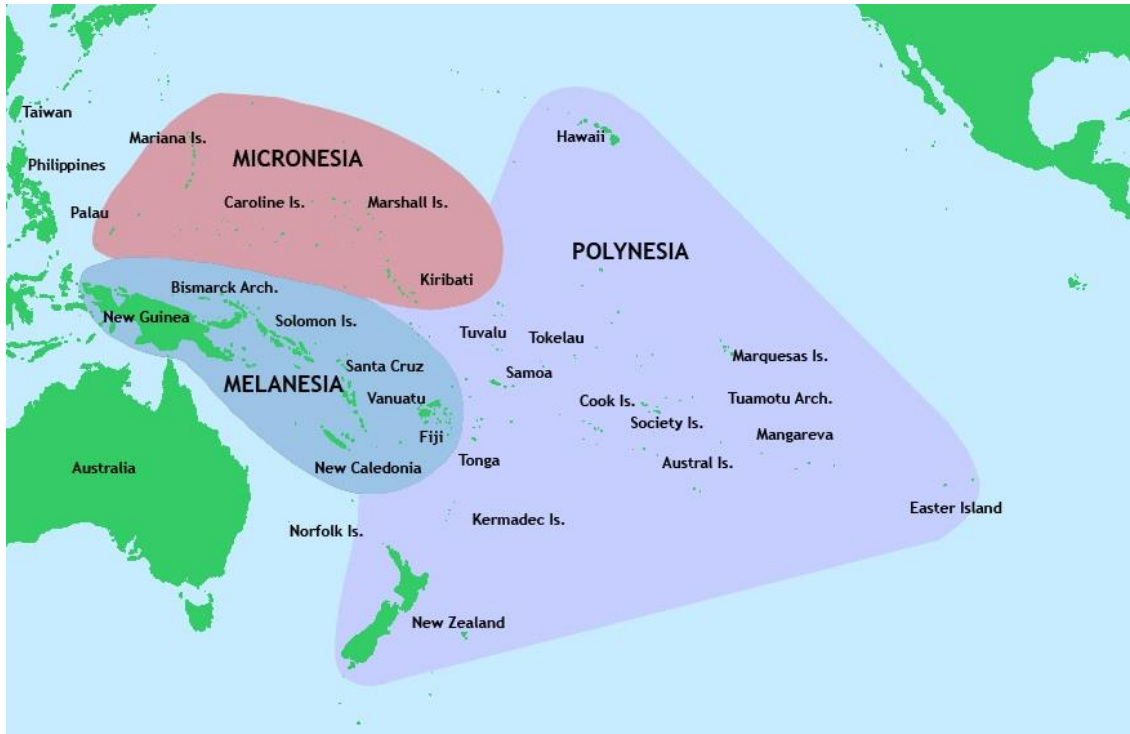 Taiwan
Hawaii
Mariana Is.
MICRONESIA
Philippines
Caroline Is.
Marshall Is.
Palau
POLYNESIA
Kiribati
Bismarck Arch.
New Guinea
Solomon Is.
Tuvalu
Tokelau
Marquesas Is.
Santa Cruz
Samoa
MELANESIA
Vanuatu
Cook Is.
Tuamotu Arch.
Society Is.
Fiji
Mangareva
Tonga
Austral Is.
Australia
New Caledonia
Easter Island
Kermadec Is.
Norfolk Is.
New Zealand